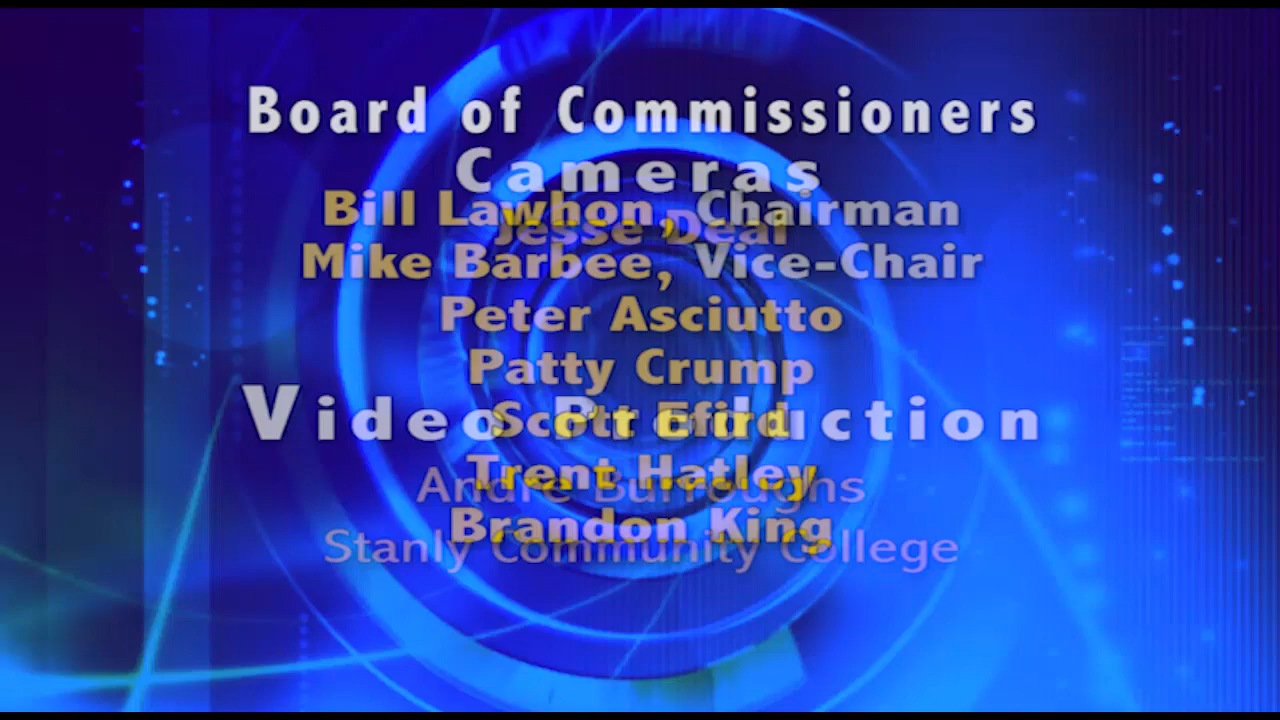 Board of Commissioners
Cameras
Bill Lawhon, Chairman
Jesse Deal
Mike Barbee, Vice-Chair
Peter Asciutto
Patty Crump
Scott Efird
Video Production
Trent Hatley
Andre Burroughs
Brandon King
Stanly Community College